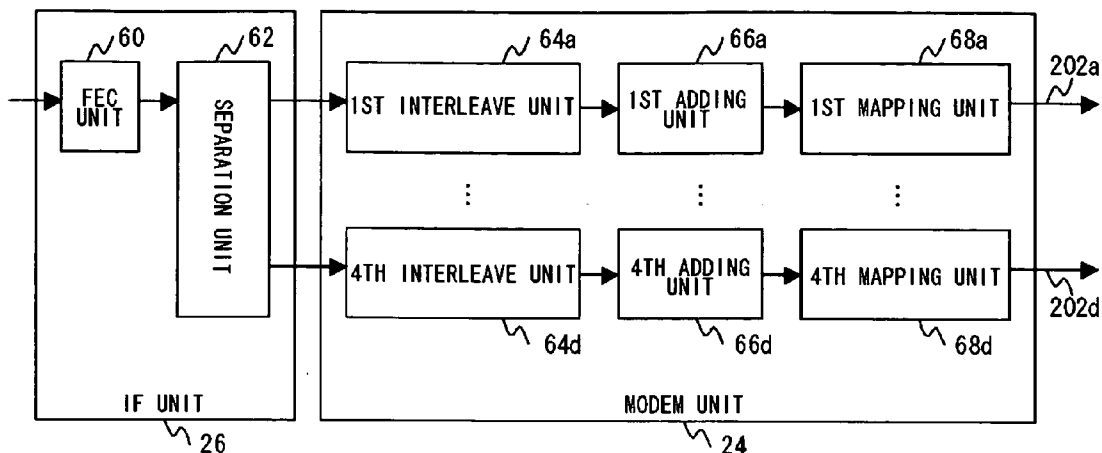 60
62
64a
66a
68a
202a
FEC
UNIT
SEPARATION UNIT
1ST INTERLEAVE UNIT
1ST ADDING
UNIT
1ST MAPPING UNIT
⋮
⋮
⋮
4TH INTERLEAVE UNIT
4TH ADDING
UNIT
4TH MAPPING UNIT
202d
64d
66d
68d
IF UNIT
MODEM UNIT
26
24